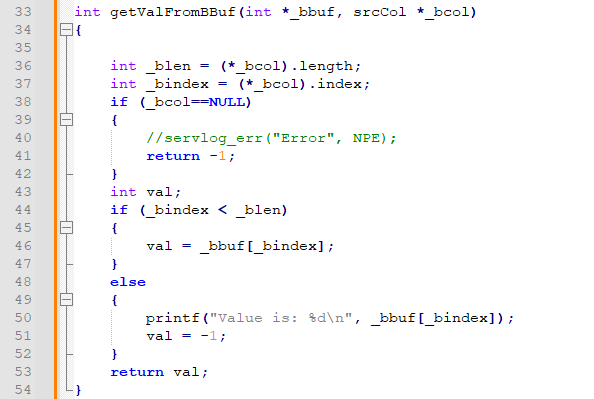 33 int getValFromBBuf(int *_bbuf, srcCol *_bcol)
34 {
35
36 int _blen = (*_bcol).length;
37 int _bindex = (*_bcol).index;
38 if (_bcol==NULL)
39 {
40 //servlog_err("Error", NPE);
41 return -1;
42 }
43 int val;
44 if (_bindex < _blen)
45 {
46 val = _bbuf[_bindex];
47 }
48 else
49 {
50 printf("Value is: %d\n", _bbuf[_bindex]);
51 val = -1;
52 }
53 return val;
54 }